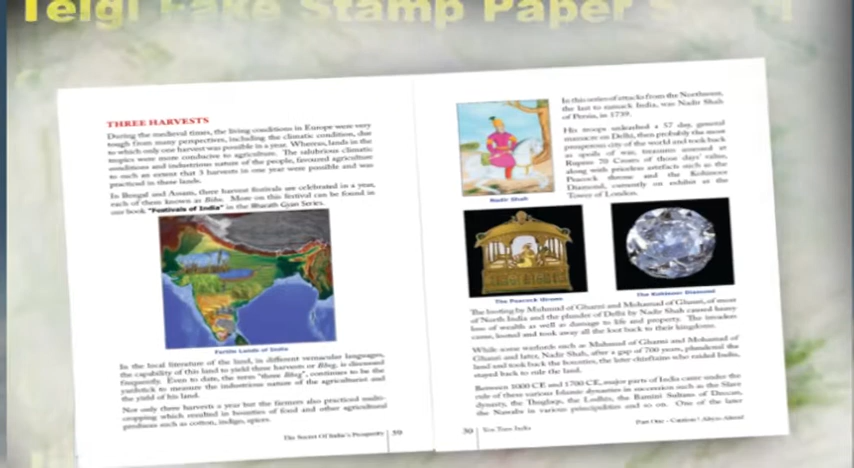 Telgi Fake Stamp Paper S
THREE HARVESTS
During the medieval times, the living conditions in Europe were very
tough from many perspectives, including the climatic condition, due
to which only one harvest was possible in a year. Whereas, lands in the
tropics were more conducive to agriculture. The salubrious climatic
conditions and industrious nature of the people, favoured agriculture
to such an extent that 3 harvests in one year were possible and was
practiced in these lands.
In Bengal and Assam, three harvest festivals are celebrated in a year,
each of them known as Bihu. More on this festival can be found in
our book "Festivals of India" in the Bharath Gyan Series.
Fertile Lands of India
In the local literature of the land, in different vernacular languages,
the capability of this land to yield three harvests or Bhog, is discussed
frequently. Even to date, the term "three Bhog", continues to be the
yardstick to measure the industrious nature of the agriculturist and
the yield of his land.
Not only three harvests a year but the farmers also practiced multi-
cropping which resulted in bounties of food and other agricultural
produces such as cotton, indigo, spices.
The Secret Of India's Prosperity | 59
In this series of attacks from the Northwest,
the last to ransack India, was Nadir Shah
of Persia, in 1739.
His troops unleashed a 57 day, general
massacre on Delhi, then probably the most
prosperous city of the world and took back
as spoils of war, treasures assessed at
Rupees 70 Crores of those days' value,
along with priceless artefacts such as the
Peacock throne and the Kohinoor
Diamond, currently on exhibit at the
Tower of London.
Nadir Shah
The Peacock throne
The Kohinoor Diamond
The looting by Muhmud of Ghazni and Mohamad of Ghazni, of most
of North India and the plunder of Delhi by Nadir Shah caused heavy
loss of wealth as well as damage to life and property. The invaders
came, looted and took away all the loot back to their kingdoms.
While some warlords such as Muhmud of Ghazni and Mohamad of
Ghazni and later, Nadir Shah, after a gap of 700 years, plundered the
land and took back the bounties, the later chieftains who raided India,
stayed back to rule the land.
Between 1000 CE and 1700 CE, major parts of India came under the
rule of these various Islamic dynasties in succession such as the Slave
dynasty, the Tughlaqs, the Lodhis, the Bamini Sultans of Deccan,
the Nawabs in various principalities and so on. One of the later
30 | You Turn India
Part One - Caution!